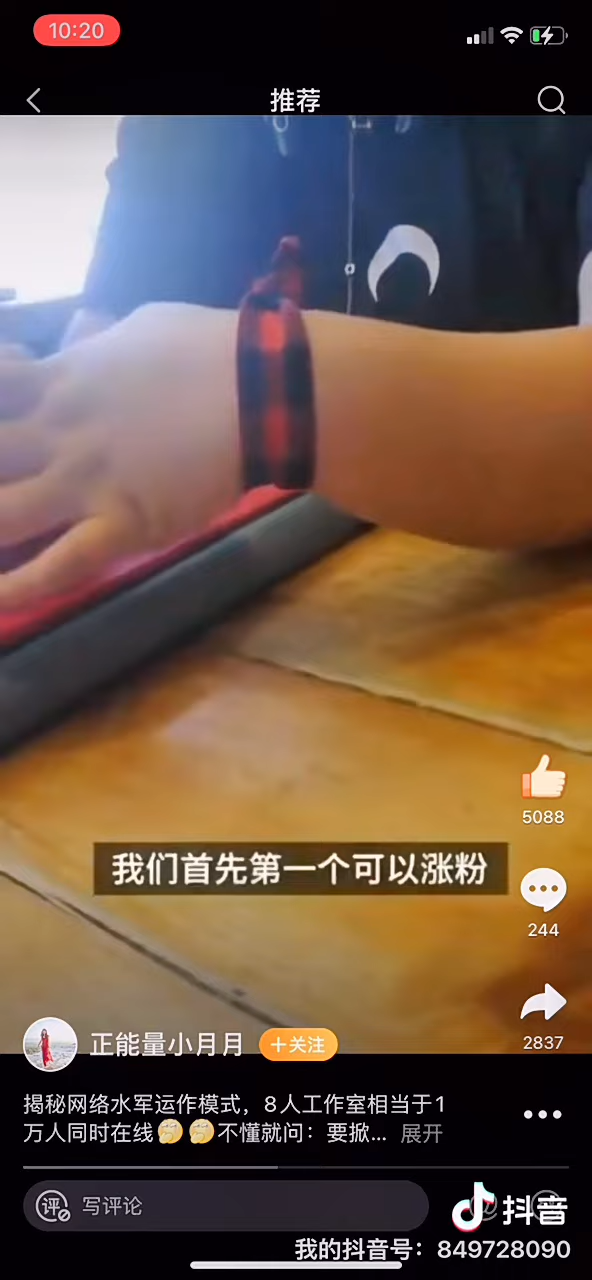 10:20
推荐
我们首先第一个可以涨粉
5088
244
2837
正能量小月月
+关注
揭秘网络水军运作模式，8人工作室相当于1
万人同时在线不懂就问：要掀... 展开
评
写评论
抖音
我的抖音号：849728090